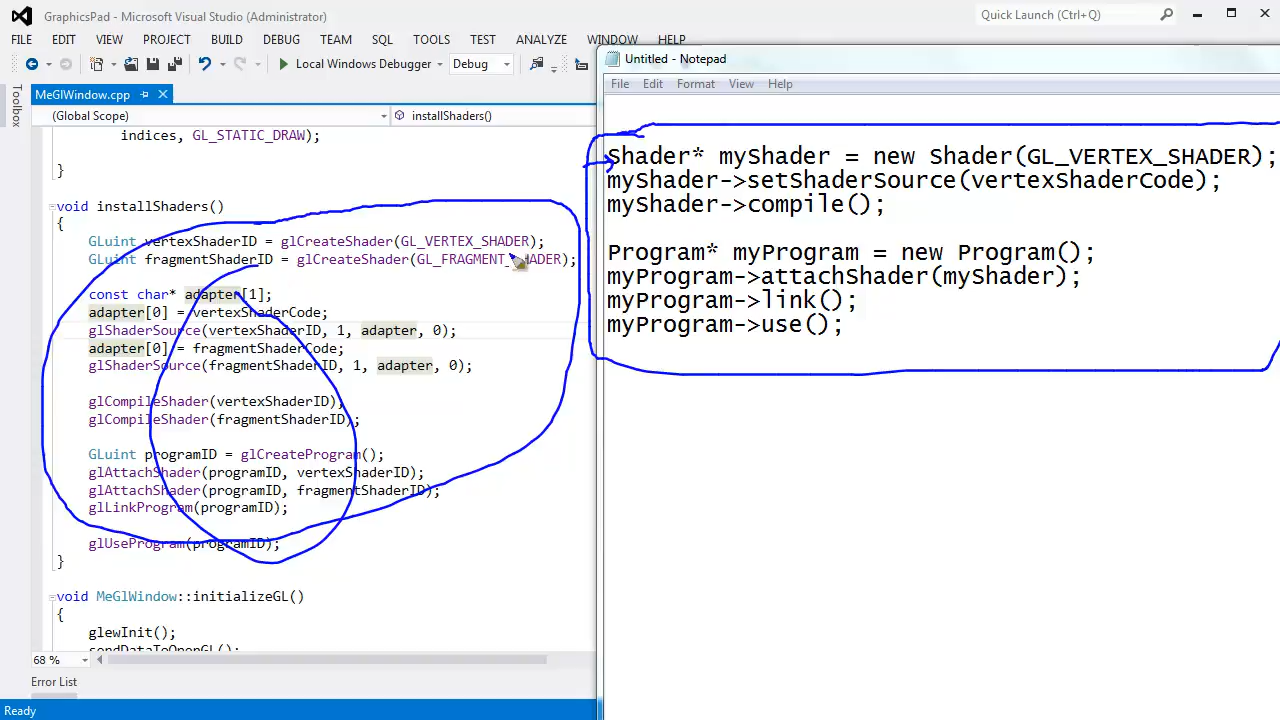 GraphicsPad - Microsoft Visual Studio (Administrator)
Quick Launch (Ctrl+Q)
FILE EDIT VIEW PROJECT BUILD DEBUG TEAM SQL TOOLS TEST ANALYZE WINDOW HELP
Local Windows Debugger Debug
Toolbox
MeGlWindow.cpp
(Global Scope) installShaders()
indices, GL_STATIC_DRAW);
}
void installShaders()
{
GLuint vertexShaderID = glCreateShader(GL_VERTEX_SHADER);
GLuint fragmentShaderID = glCreateShader(GL_FRAGMENT_SHADER);
const char* adapter[1];
adapter[0] = vertexShaderCode;
glShaderSource(vertexShaderID, 1, adapter, 0);
adapter[0] = fragmentShaderCode;
glShaderSource(fragmentShaderID, 1, adapter, 0);
glCompileShader(vertexShaderID);
glCompileShader(fragmentShaderID);
GLuint programID = glCreateProgram();
glAttachShader(programID, vertexShaderID);
glAttachShader(programID, fragmentShaderID);
glLinkProgram(programID);
glUseProgram(programID);
}
void MeGlWindow::initializeGL()
{
glewInit();
sendDataToOpenGL();
68 %
Error List
Ready
Untitled - Notepad
File Edit Format View Help
Shader* myShader = new Shader(GL_VERTEX_SHADER);
myShader->setShaderSource(vertexShaderCode);
myShader->compile();
Program* myProgram = new Program();
myProgram->attachShader(myShader);
myProgram->link();
myProgram->use();